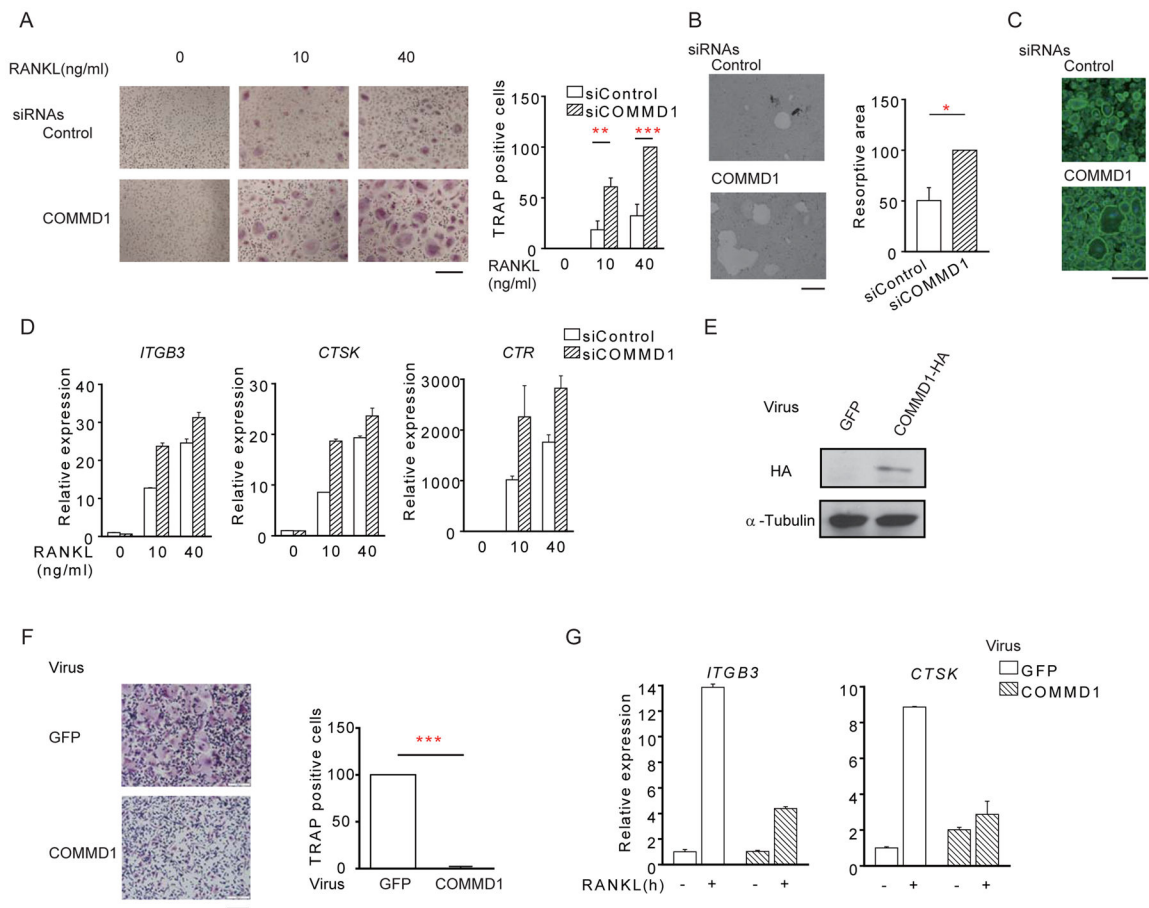 A
RANKL(ng/ml)
0
10
40
siRNAs
Control
COMMD1
siControl
siCOMMD1
TRAP positive cells
150
100
50
0
**
***
RANKL
(ng/ml)
0
10
40
B
siRNAs
Control
COMMD1
Resorptive area
150
100
50
0
*
siControl
siCOMMD1
C
siRNAs
Control
COMMD1
D
siControl
siCOMMD1
ITGB3
Relative expression
40
30
20
10
0
RANKL
(ng/ml)
0
10
40
CTSK
Relative expression
30
20
10
0
0
10
40
CTR
Relative expression
3000
2000
1000
0
0
10
40
E
Virus
GFP
COMMD1-HA
HA
α -Tubulin
F
Virus
GFP
COMMD1
TRAP positive cells
150
100
50
0
***
Virus
GFP
COMMD1
G
Virus
GFP
COMMD1
ITGB3
Relative expression
14
12
8
6
4
2
0
RANKL(h)
-
+
-
+
CTSK
10
8
6
4
2
0
-
+
-
+